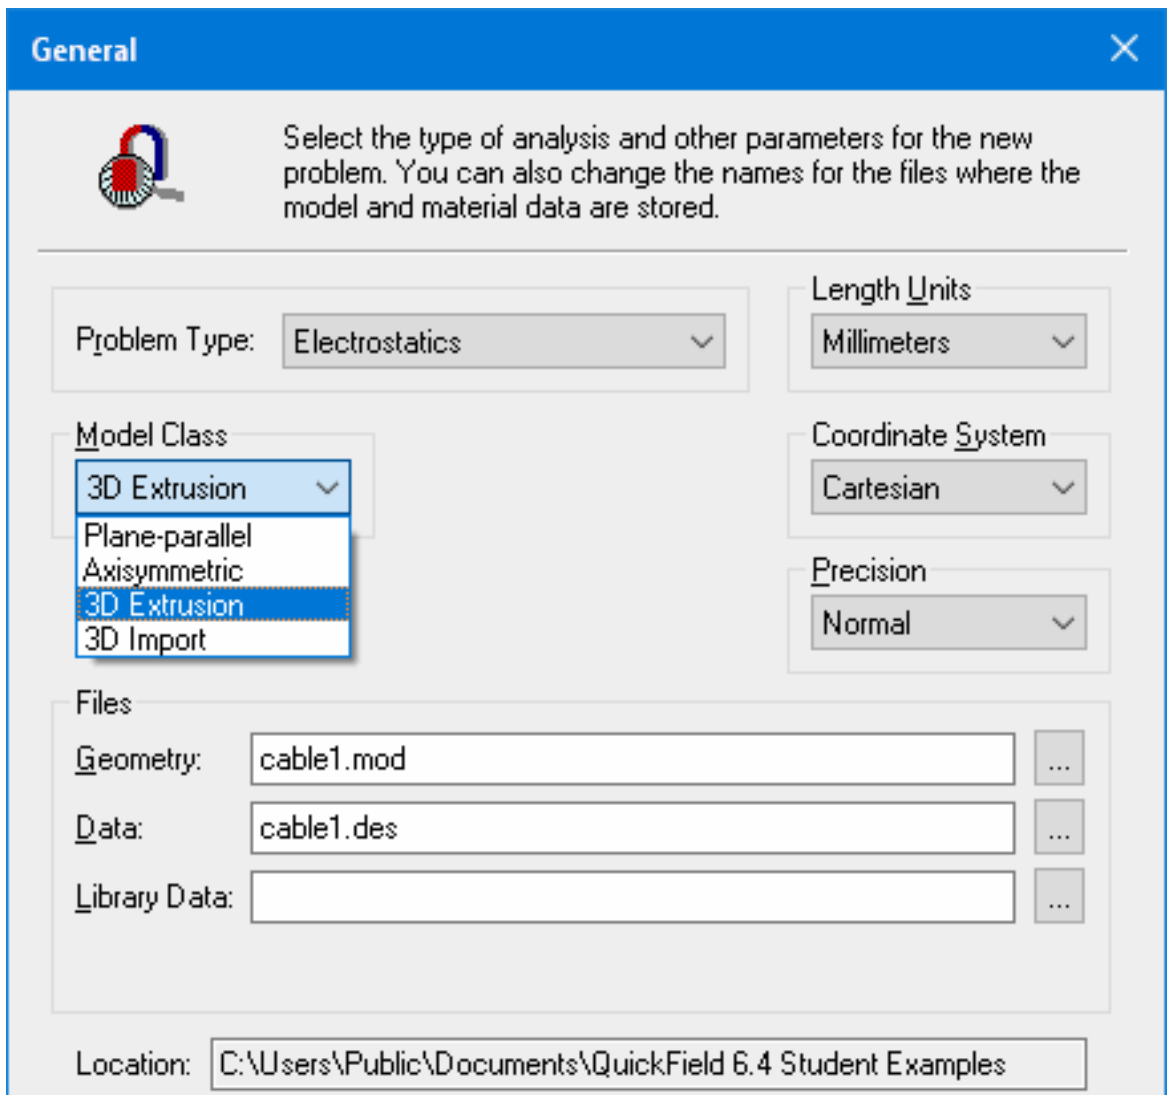 General
Select the type of analysis and other parameters for the new
problem. You can also change the names for the files where the
model and material data are stored.
Problem Type: Electrostatics
Length Units
Millimeters
Model Class
3D Extrusion
Plane-parallel
Axisymmetric
3D Extrusion
3D Import
Coordinate System
Cartesian
Precision
Normal
Files
Geometry: cable1.mod ...
Data: cable1.des ...
Library Data: ...
Location: C:\Users\Public\Documents\QuickField 6.4 Student Examples